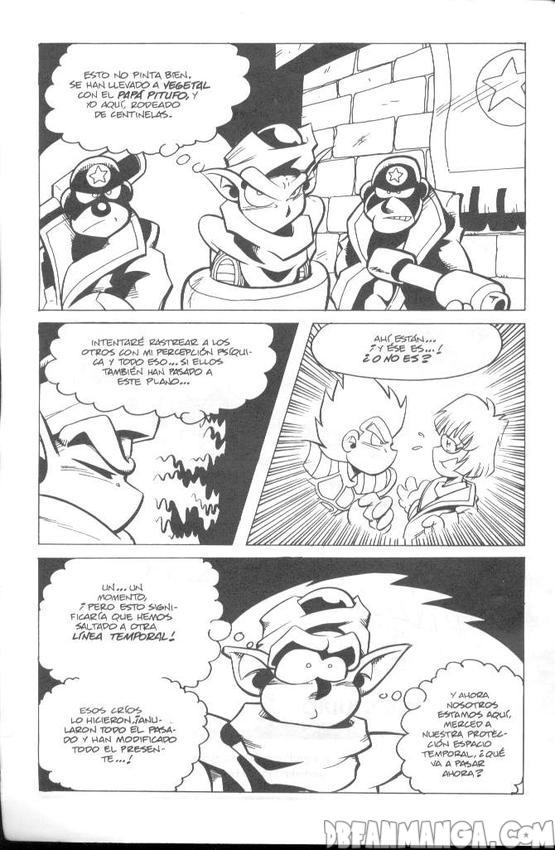 ESTO NO PINTA BIEN.
SE HAN LLEVADO A VEGETAL
CON EL PAPÁ PITUFO, Y
YO AQUÍ, RODEADO
DE CENTINELAS.
INTENTARÉ RASTREAR A LOS
OTROS CON MI PERCEPCIÓN PSÍQUI-
CA Y TODO ESO... SI ELLOS
TAMBIÉN HAN PASADO A
ESTE PLANO...
AHÍ ESTÁN...
¡Y ÉSE ES...!
¿O NO ES?
UN... UN
MOMENTO,
¡PERO ESTO SIGNI-
FICARÍA QUE HEMOS
SALTADO A OTRA
LÍNEA TEMPORAL!
ESOS CRÍOS
LO HICIERON, ¡ANU-
LARON TODO EL PASA-
DO Y HAN MODIFICADO
TODO EL PRESEN-
TE...!
Y AHORA
NOSOTROS
ESTAMOS AQUÍ,
MERCED A
NUESTRA PROTEC-
CIÓN ESPACIO
TEMPORAL, ¿QUÉ
VA A PASAR
AHORA?
DBFANMANGA.COM